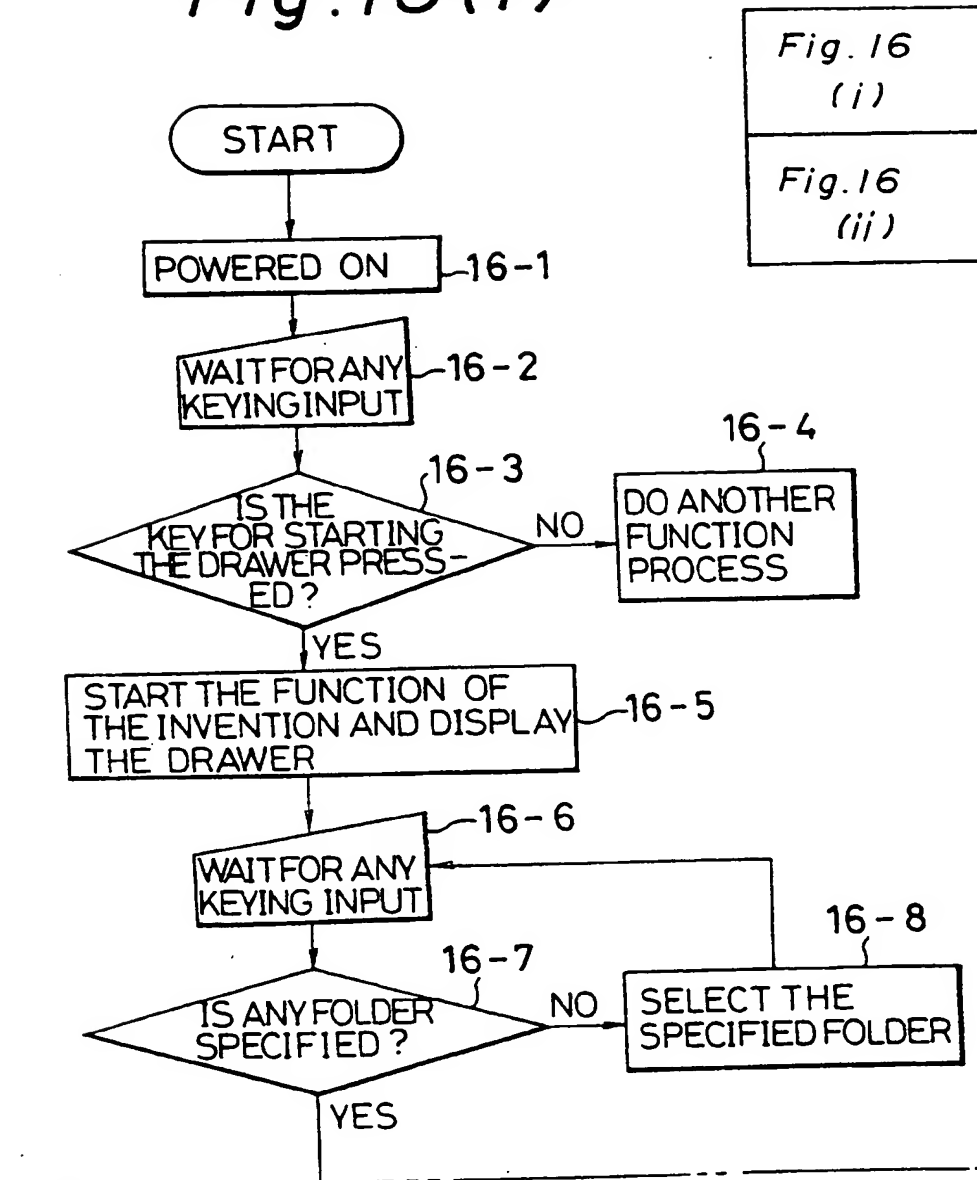 Fig. 16 (i)
Fig. 16
(i)
Fig. 16
(ii)
START
POWERED ON
16-1
WAIT FOR ANY
KEYING INPUT
16-2
16-3
IS THE
KEY FOR STARTING
THE DRAWER PRESS-
ED?
NO
16-4
DO ANOTHER
FUNCTION
PROCESS
YES
START THE FUNCTION OF
THE INVENTION AND DISPLAY
THE DRAWER
16-5
16-6
WAIT FOR ANY
KEYING INPUT
16-7
IS ANY FOLDER
SPECIFIED?
NO
16-8
SELECT THE
SPECIFIED FOLDER
YES